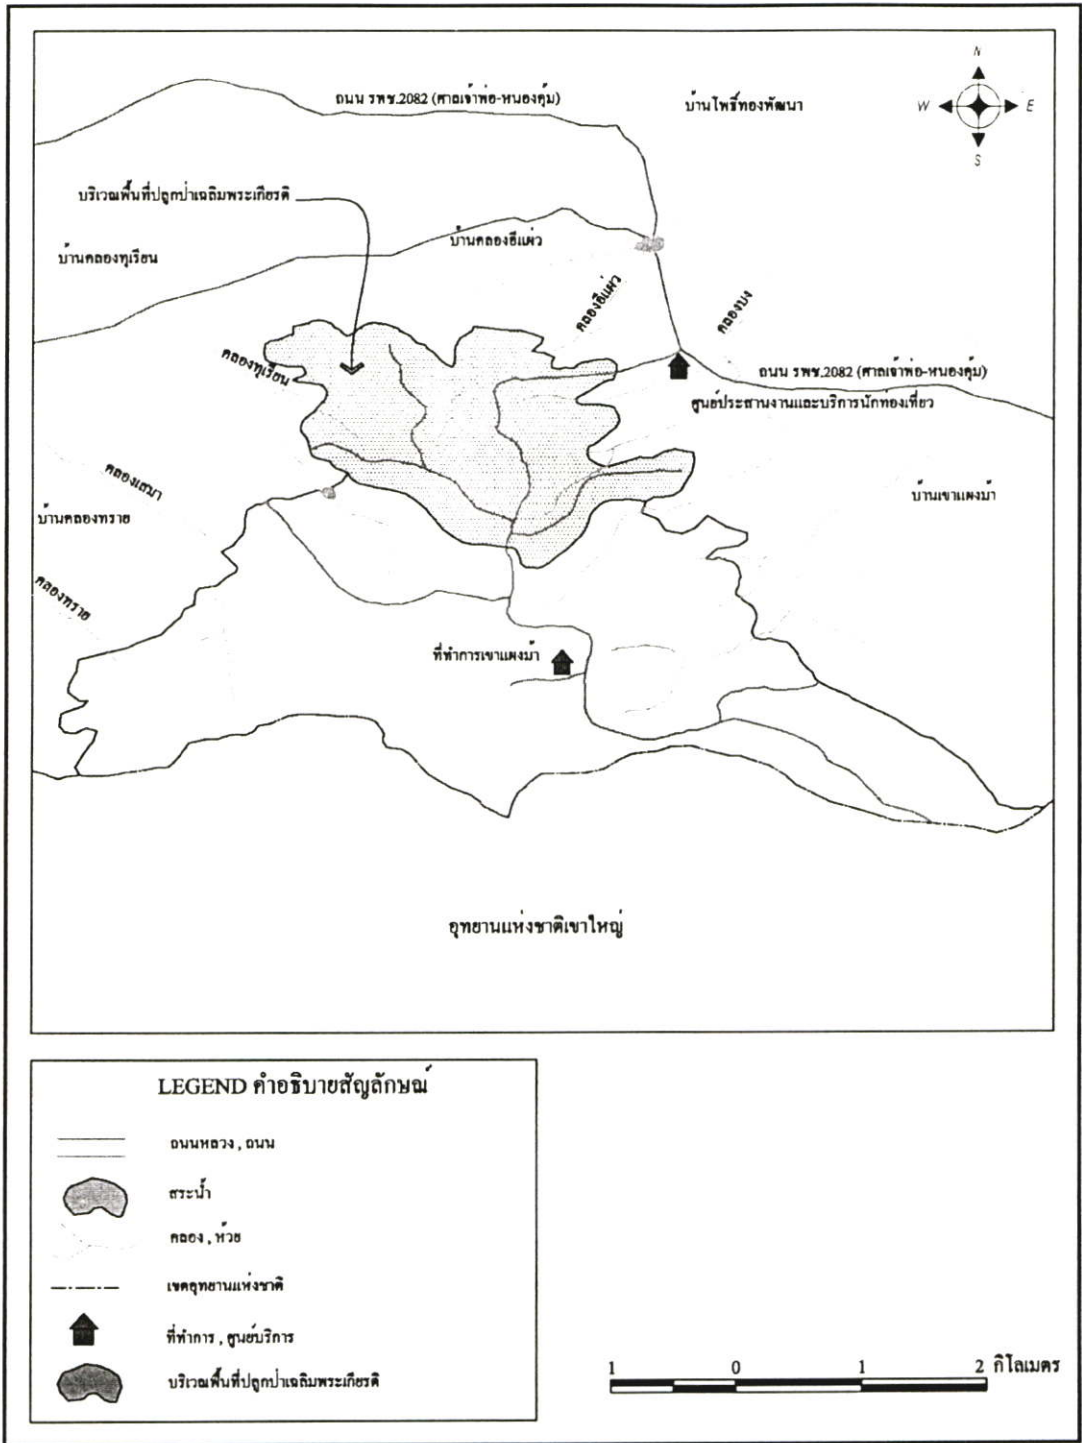 N
ถนน รพช.2082 (ศาลเจ้าพ่อ-หนองคุ้ม)
บ้านโพธิ์ทองพัฒนา
W
E
S
บริเวณพื้นที่ปลูกป่าเฉลิมพระเกียรติ
บ้านคลองอีแผ่ว
บ้านคลองทุเรียน
คลองอีแผ่ว
คลองบง
คลองทุเรียน
ถนน รพช.2082 (ศาลเจ้าพ่อ-หนองคุ้ม)
ศูนย์ประสานงานและบริการนักท่องเที่ยว
คลองเสมา
บ้านเขาแผงม้า
บ้านคลองทราย
คลองทราย
ที่ทำการเขาแผงม้า
อุทยานแห่งชาติเขาใหญ่
LEGEND คำอธิบายสัญลักษณ์
ถนนหลวง , ถนน
สระน้ำ
คลอง , ห้วย
เขตอุทยานแห่งชาติ
ที่ทำการ , ศูนย์บริการ
บริเวณพื้นที่ปลูกป่าเฉลิมพระเกียรติ
1 0 1 2 กิโลเมตร